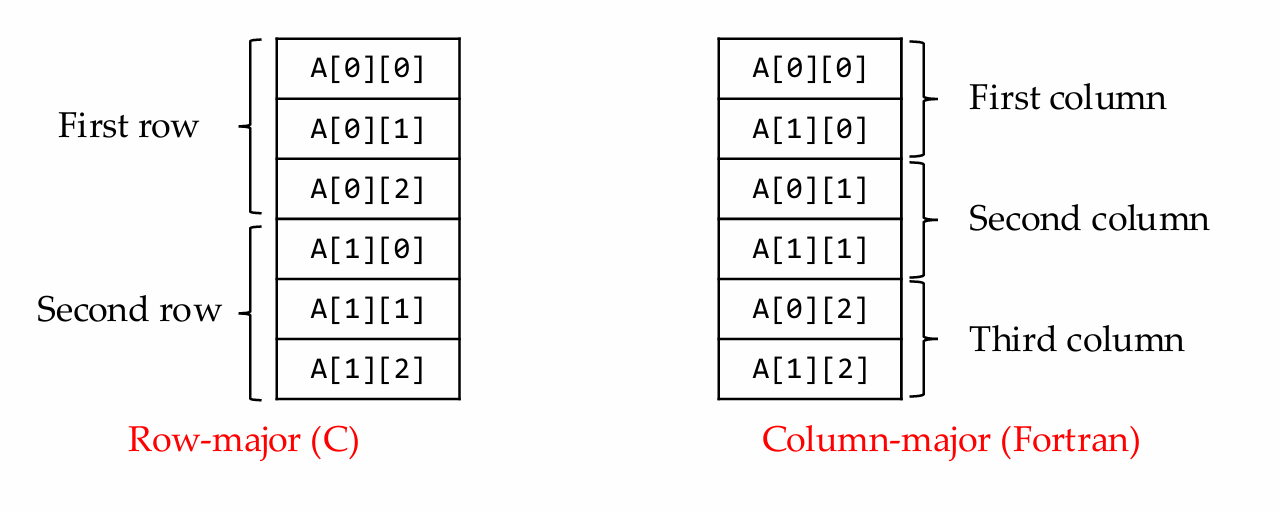 First row
A[0][0]
A[0][1]
A[0][2]
Second row
A[1][0]
A[1][1]
A[1][2]
Row-major (C)
A[0][0]
A[1][0]
First column
A[0][1]
A[1][1]
Second column
A[0][2]
A[1][2]
Third column
Column-major (Fortran)